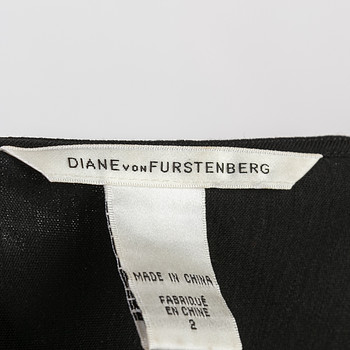 DIANE VON FURSTENBERG
MADE IN CHINA
FABRIQUÉ
EN CHINE
2